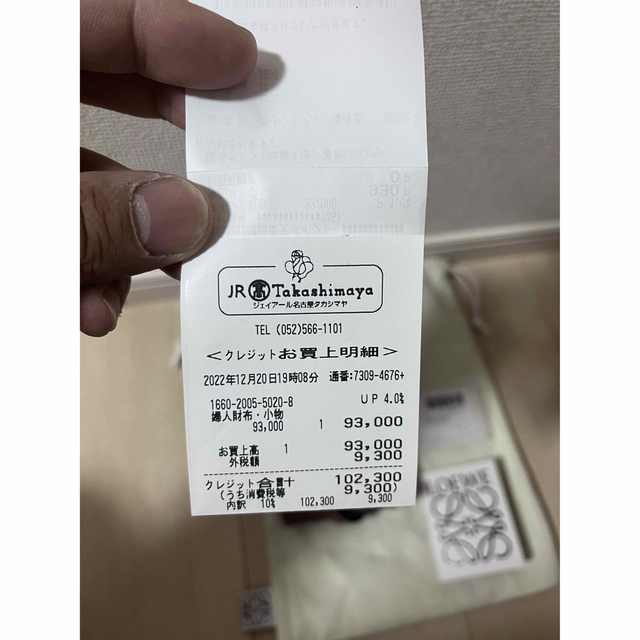 JR 髙 Takashimaya
ジェイアール名古屋タカシマヤ
TEL (052)566-1101
<クレジット お買上明細>
2022年12月20日19時08分 通番:7309-4676+
1660-2005-5020-8 UP 4.0%
婦人財布・小物
93,000 1 93,000
お買上高 1 93,000
外税額 9,300
クレジット合計 102,300
(うち消費税等 9,300)
内訳 10% 102,300 9,300
LOEWE